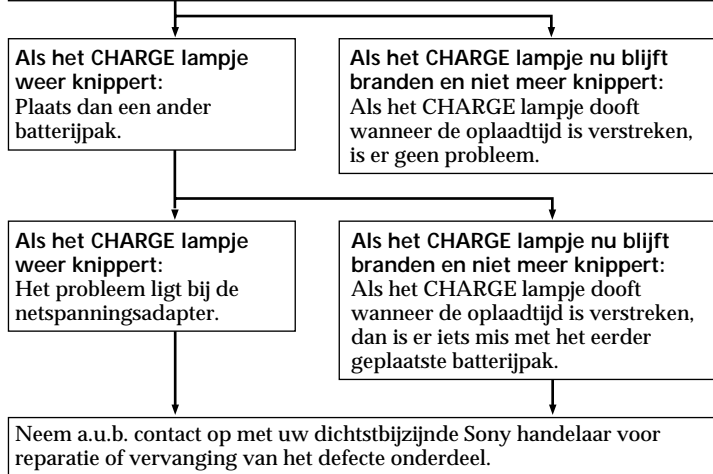 Als het CHARGE lampje
weer knippert:
Plaats dan een ander
batterijpak.
Als het CHARGE lampje nu blijft
branden en niet meer knippert:
Als het CHARGE lampje dooft
wanneer de oplaadtijd is verstreken,
is er geen probleem.
Als het CHARGE lampje
weer knippert:
Het probleem ligt bij de
netspanningsadapter.
Als het CHARGE lampje nu blijft
branden en niet meer knippert:
Als het CHARGE lampje dooft
wanneer de oplaadtijd is verstreken,
dan is er iets mis met het eerder
geplaatste batterijpak.
Neem a.u.b. contact op met uw dichtstbijzijnde Sony handelaar voor
reparatie of vervanging van het defecte onderdeel.